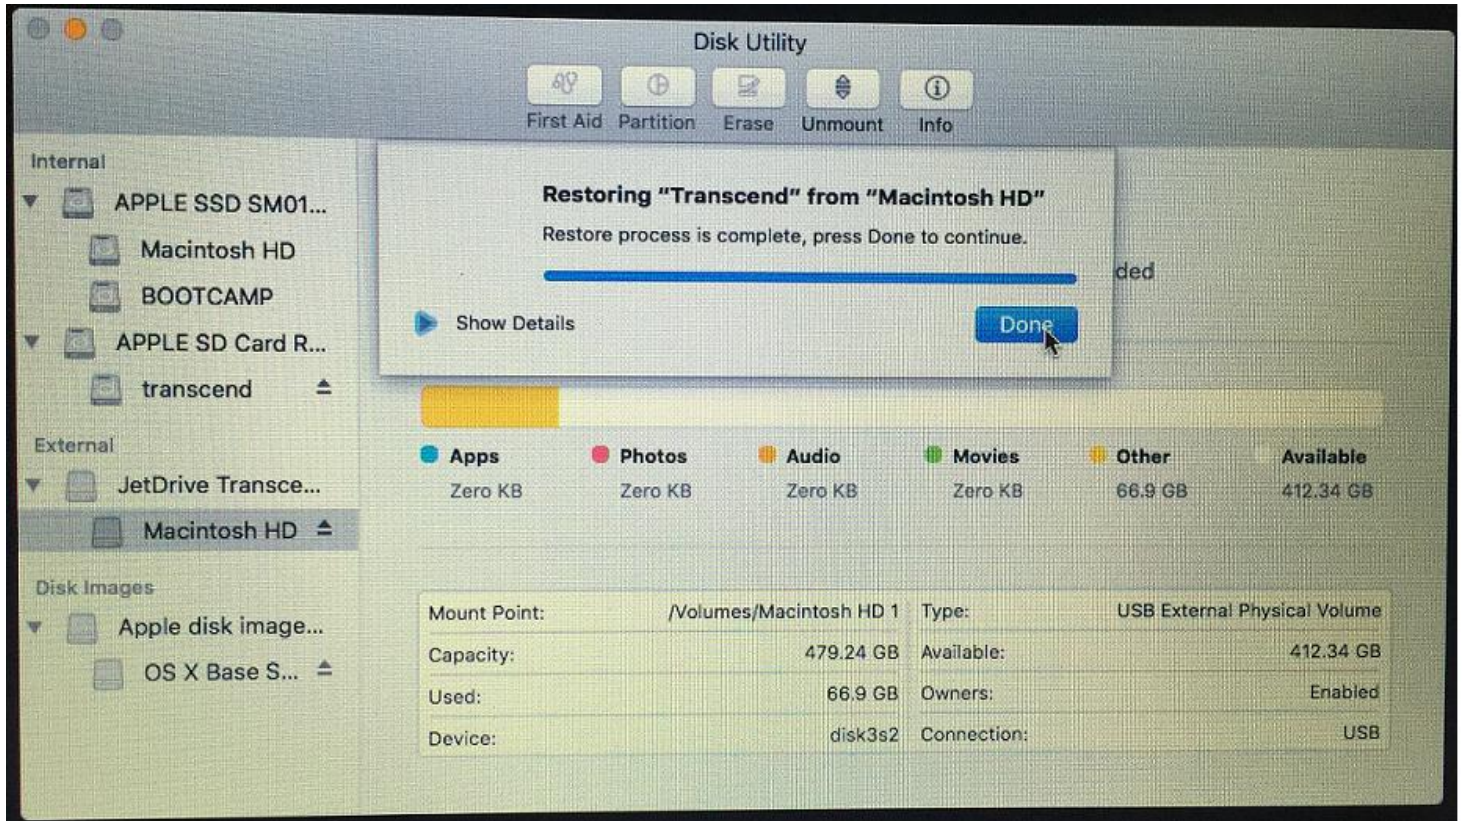 Disk Utility
First Aid Partition Erase Unmount Info
Internal
APPLE SSD SM01...
Macintosh HD
BOOTCAMP
APPLE SD Card R...
transcend
External
JetDrive Transce...
Macintosh HD
Disk Images
Apple disk image...
OS X Base S...
Restoring “Transcend” from “Macintosh HD”
Restore process is complete, press Done to continue.
ded
Show Details
Done
Apps Photos Audio Movies Other Available
Zero KB Zero KB Zero KB Zero KB 66.9 GB 412.34 GB
Mount Point: /Volumes/Macintosh HD 1 Type: USB External Physical Volume
Capacity: 479.24 GB Available: 412.34 GB
Used: 66.9 GB Owners: Enabled
Device: disk3s2 Connection: USB